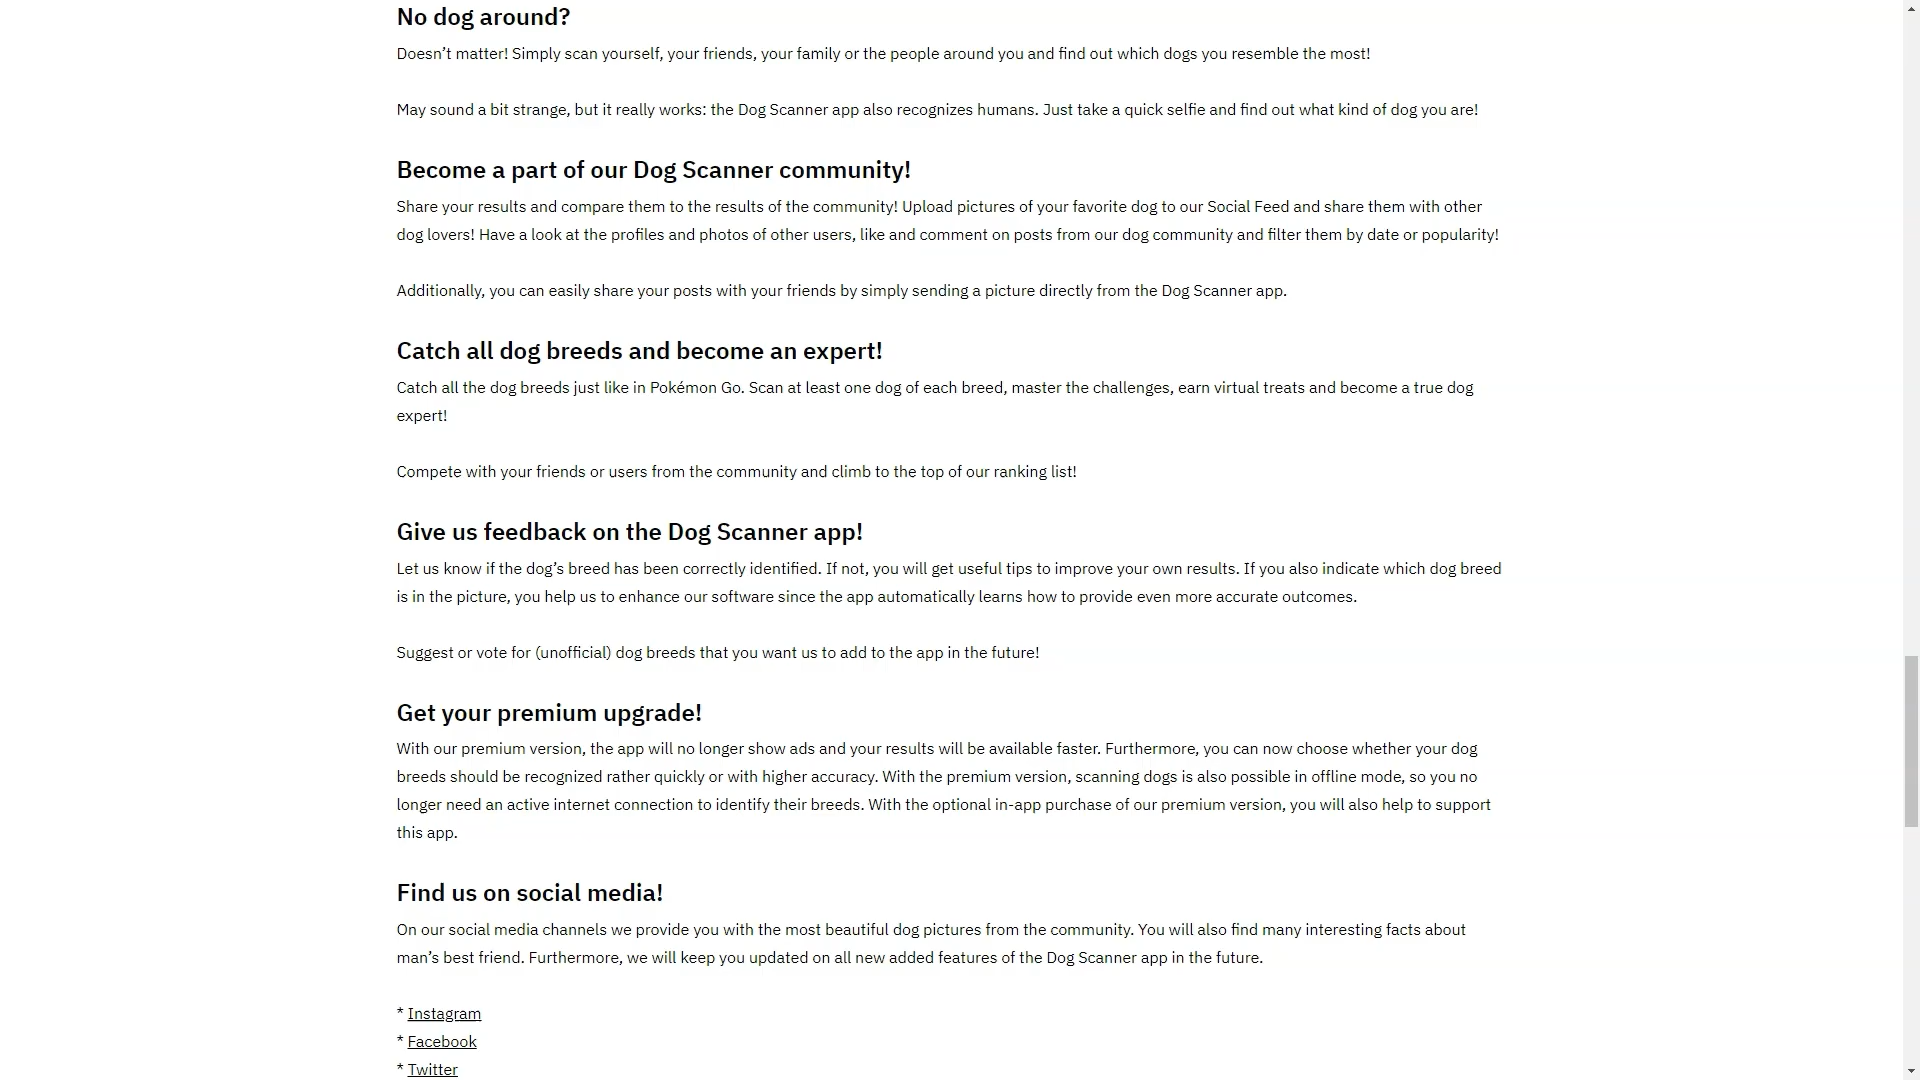 No dog around?
Doesn’t matter! Simply scan yourself, your friends, your family or the people around you and find out which dogs you resemble the most!
May sound a bit strange, but it really works: the Dog Scanner app also recognizes humans. Just take a quick selfie and find out what kind of dog you are!
Become a part of our Dog Scanner community!
Share your results and compare them to the results of the community! Upload pictures of your favorite dog to our Social Feed and share them with other
dog lovers! Have a look at the profiles and photos of other users, like and comment on posts from our dog community and filter them by date or popularity!
Additionally, you can easily share your posts with your friends by simply sending a picture directly from the Dog Scanner app.
Catch all dog breeds and become an expert!
Catch all the dog breeds just like in Pokémon Go. Scan at least one dog of each breed, master the challenges, earn virtual treats and become a true dog
expert!
Compete with your friends or users from the community and climb to the top of our ranking list!
Give us feedback on the Dog Scanner app!
Let us know if the dog’s breed has been correctly identified. If not, you will get useful tips to improve your own results. If you also indicate which dog breed
is in the picture, you help us to enhance our software since the app automatically learns how to provide even more accurate outcomes.
Suggest or vote for (unofficial) dog breeds that you want us to add to the app in the future!
Get your premium upgrade!
With our premium version, the app will no longer show ads and your results will be available faster. Furthermore, you can now choose whether your dog
breeds should be recognized rather quickly or with higher accuracy. With the premium version, scanning dogs is also possible in offline mode, so you no
longer need an active internet connection to identify their breeds. With the optional in-app purchase of our premium version, you will also help to support
this app.
Find us on social media!
On our social media channels we provide you with the most beautiful dog pictures from the community. You will also find many interesting facts about
man’s best friend. Furthermore, we will keep you updated on all new added features of the Dog Scanner app in the future.
* Instagram
* Facebook
* Twitter